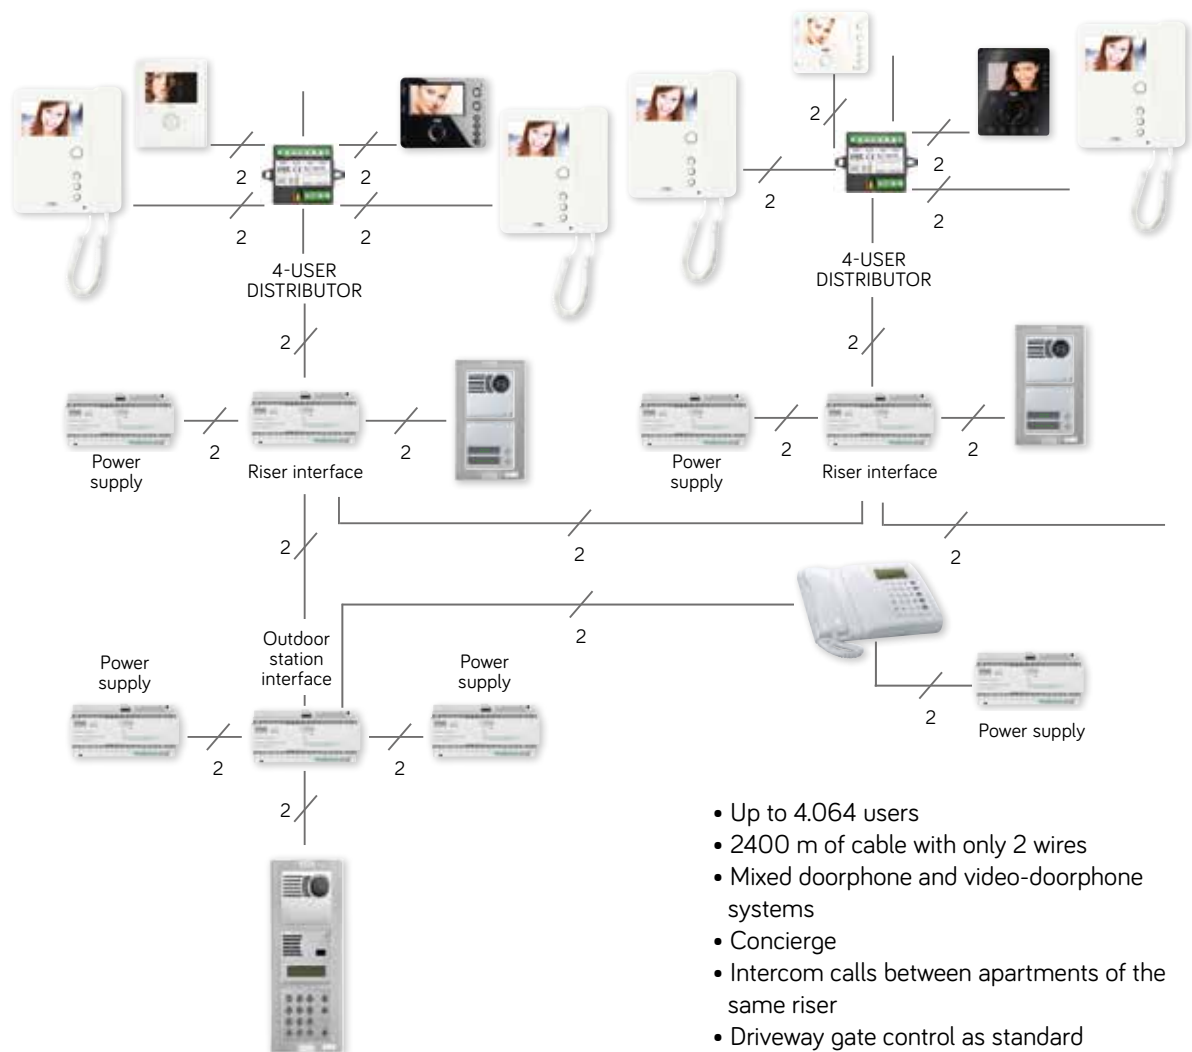 2
2
2
2
2
2
2
2
4-USER
DISTRIBUTOR
4-USER
DISTRIBUTOR
2
2
2
2
2
2
Power
supply
Riser interface
Power
supply
Riser interface
2
2
2
2
Outdoor
station
interface
Power
supply
Power
supply
2
2
2
Power supply
2
• Up to 4.064 users
• 2400 m of cable with only 2 wires
• Mixed doorphone and video-doorphone
systems
• Concierge
• Intercom calls between apartments of the
same riser
• Driveway gate control as standard